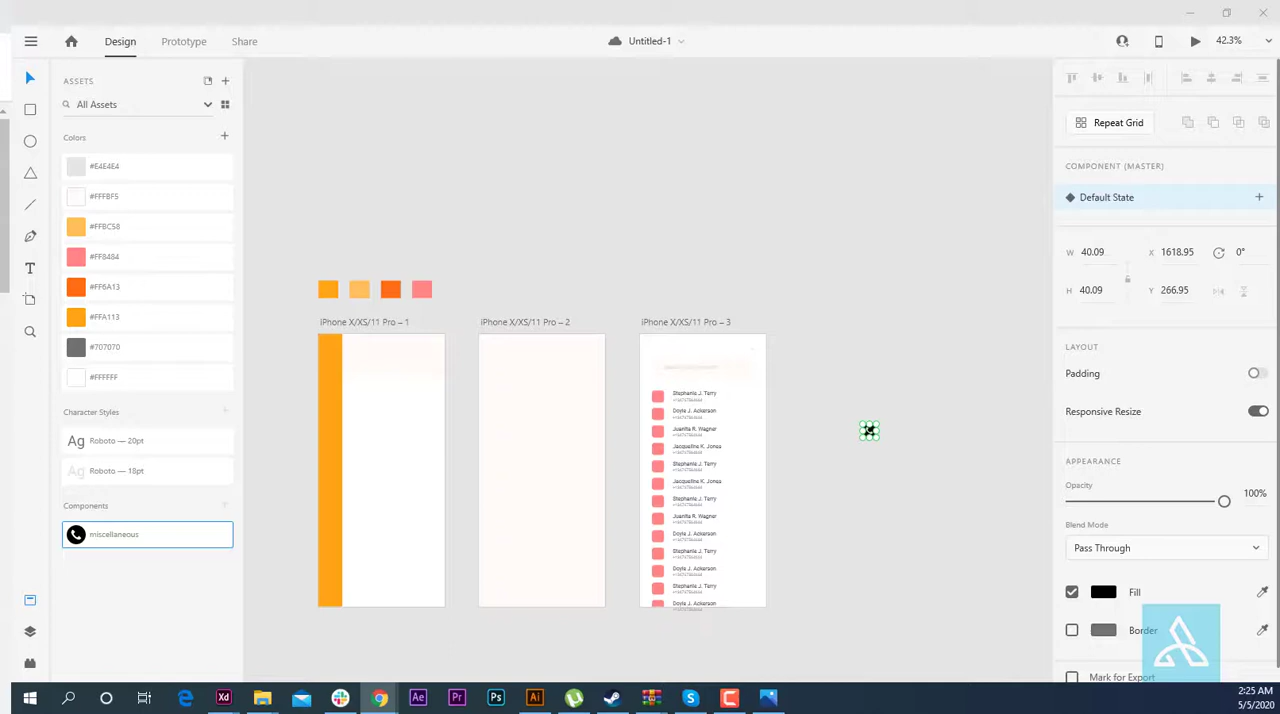 Design
Prototype
Share
Untitled-1
42.3%
ASSETS
All Assets
Colors
#E4E4E4
#FFFBF5
#FFBC58
#FF8484
#FF6A13
#FFA113
#707070
#FFFFFF
Character Styles
Ag Roboto — 20pt
Ag Roboto — 18pt
Components
miscellaneous
iPhone X/XS/11 Pro – 1
iPhone X/XS/11 Pro – 2
iPhone X/XS/11 Pro – 3
Stephanie J. Terry
Doyle J. Ackerson
Juanita R. Wagner
Jacqueline K. Jones
Stephanie J. Terry
Jacqueline K. Jones
Stephanie J. Terry
Juanita R. Wagner
Doyle J. Ackerson
Stephanie J. Terry
Doyle J. Ackerson
Stephanie J. Terry
Doyle J. Ackerson
Repeat Grid
COMPONENT (MASTER)
Default State
W 40.09 X 1618.95 0°
H 40.09 Y 266.95
LAYOUT
Padding
Responsive Resize
APPEARANCE
Opacity
100%
Blend Mode
Pass Through
Fill
Border
Mark for Export
Xd
Ae
Pr
Ps
Ai
2:25 AM
5/5/2020